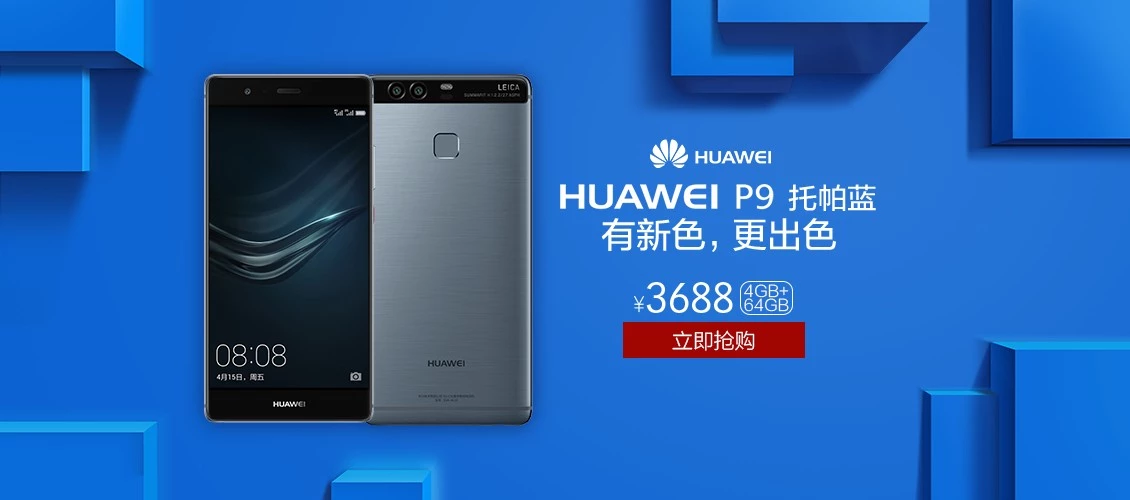 LEICA
HUAWEI
HUAWEI P9 托帕蓝
有新色，更出色
¥3688 4GB+
64GB
立即抢购
08:08
4月15日，周五
HUAWEI
HUAWEI